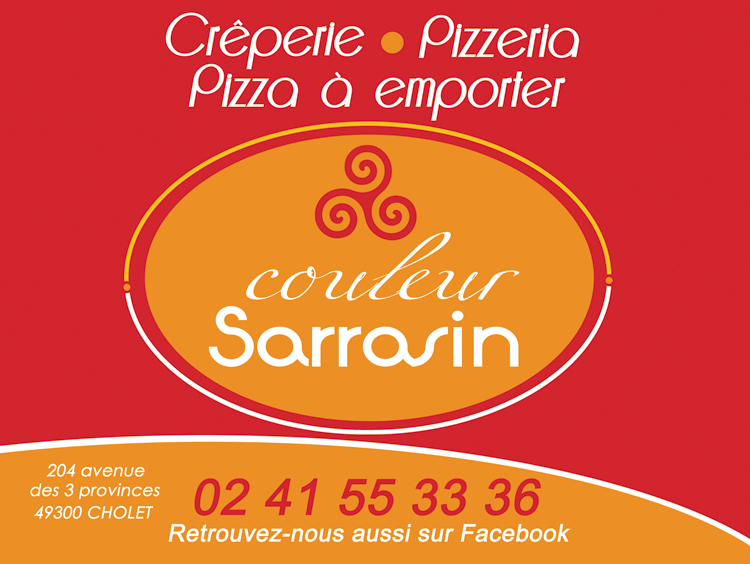 Crêperie • Pizzeria
Pizza à emporter
couleur
Sarrasin
204 avenue
des 3 provinces
49300 CHOLET
02 41 55 33 36
Retrouvez-nous aussi sur Facebook